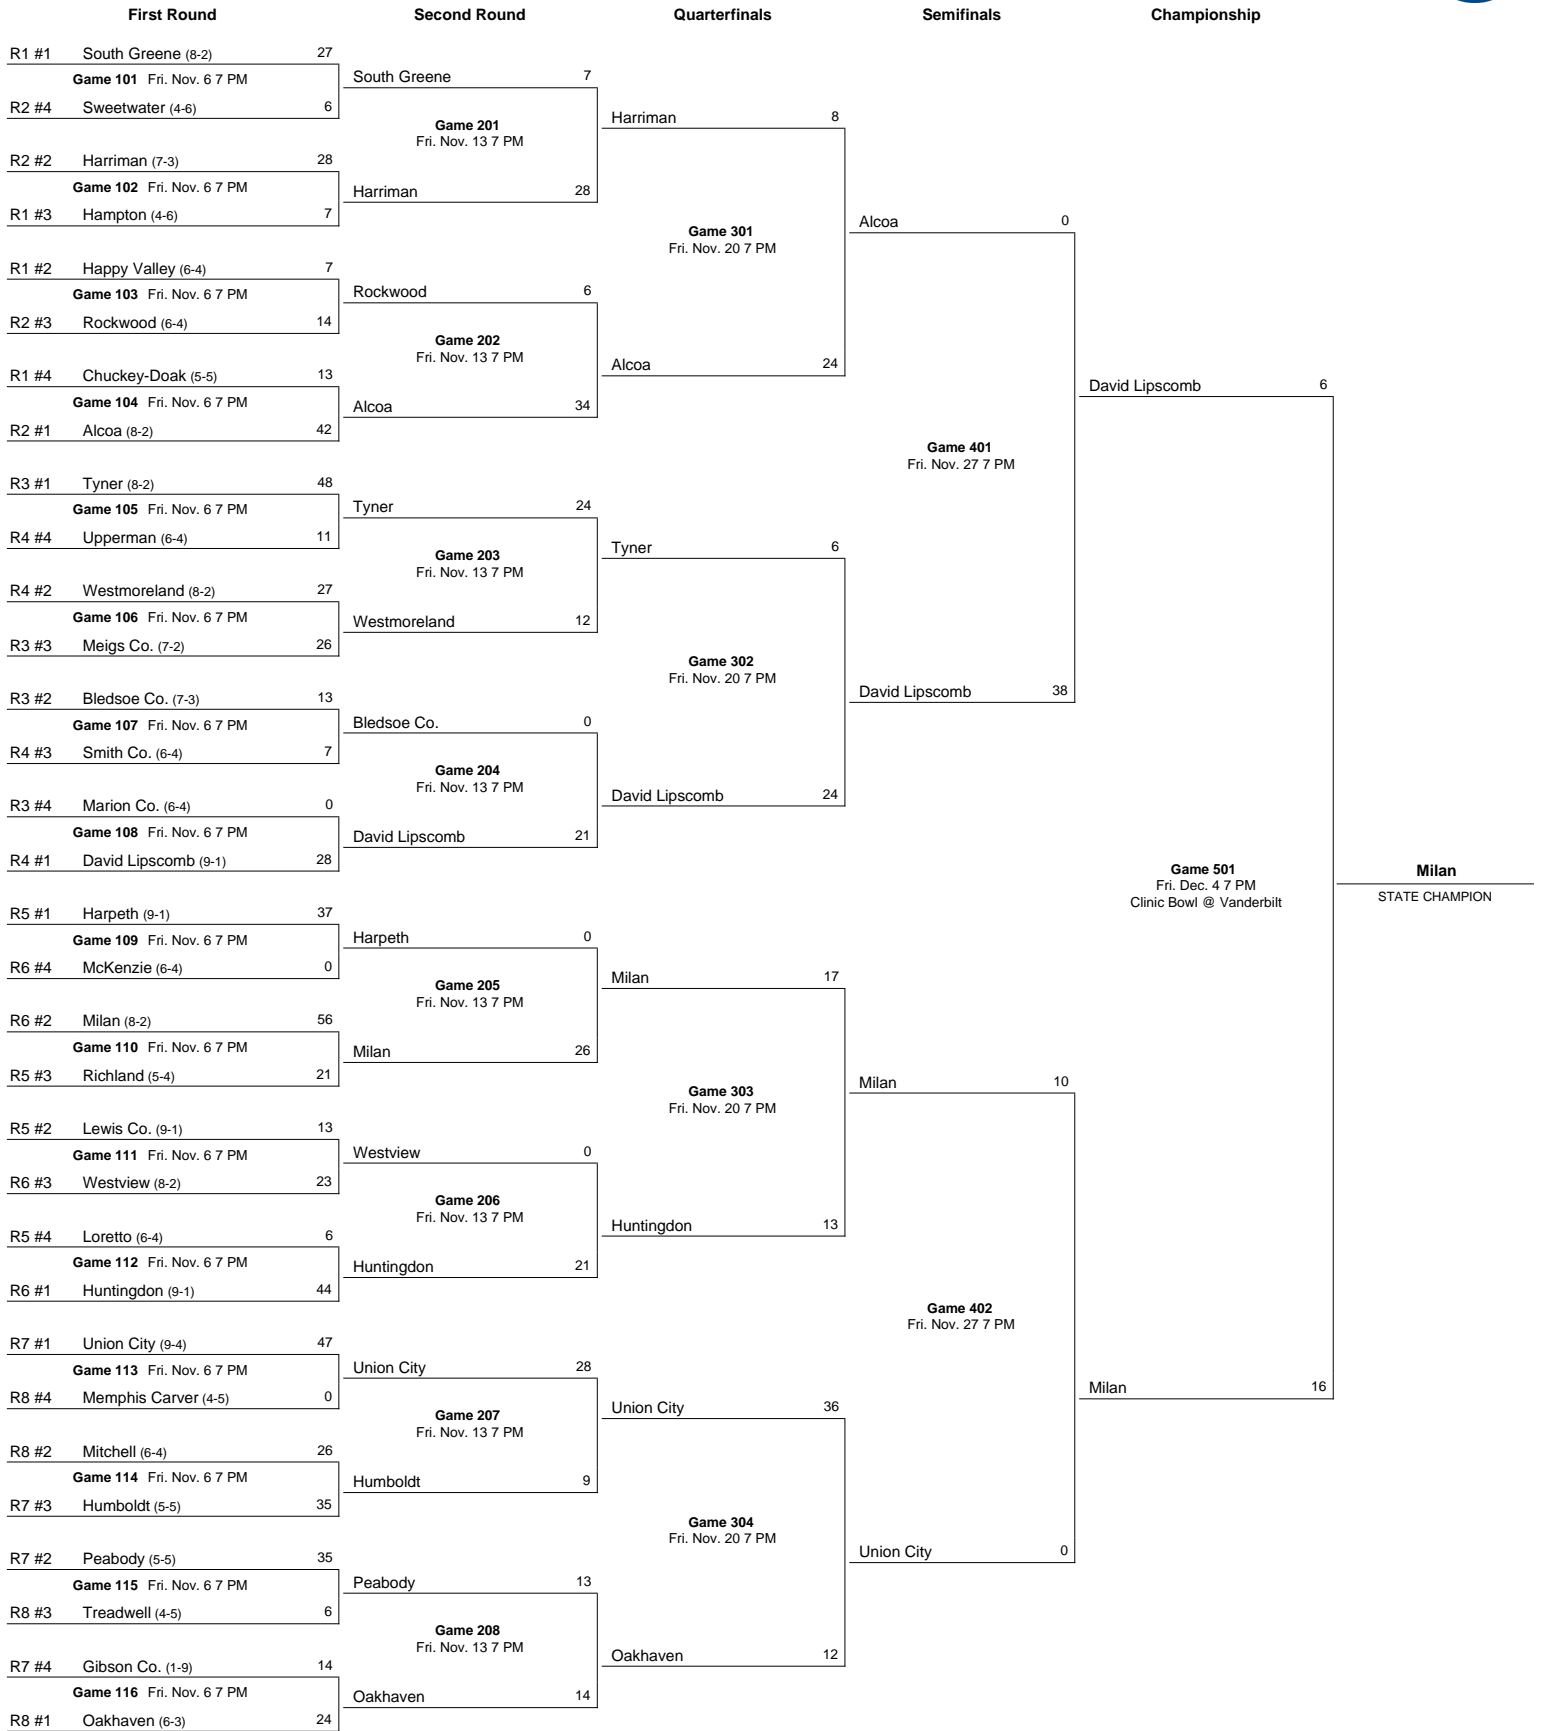 First Round
Second Round
Quarterfinals
Semifinals
Championship
R1 #1 South Greene (8-2) 27
Game 101 Fri. Nov. 6 7 PM
R2 #4 Sweetwater (4-6) 6
R2 #2 Harriman (7-3) 28
Game 102 Fri. Nov. 6 7 PM
R1 #3 Hampton (4-6) 7
R1 #2 Happy Valley (6-4) 7
Game 103 Fri. Nov. 6 7 PM
R2 #3 Rockwood (6-4) 14
R1 #4 Chuckey-Doak (5-5) 13
Game 104 Fri. Nov. 6 7 PM
R2 #1 Alcoa (8-2) 42
R3 #1 Tyner (8-2) 48
Game 105 Fri. Nov. 6 7 PM
R4 #4 Upperman (6-4) 11
R4 #2 Westmoreland (8-2) 27
Game 106 Fri. Nov. 6 7 PM
R3 #3 Meigs Co. (7-2) 26
R3 #2 Bledsoe Co. (7-3) 13
Game 107 Fri. Nov. 6 7 PM
R4 #3 Smith Co. (6-4) 7
R3 #4 Marion Co. (6-4) 0
Game 108 Fri. Nov. 6 7 PM
R4 #1 David Lipscomb (9-1) 28
R5 #1 Harpeth (9-1) 37
Game 109 Fri. Nov. 6 7 PM
R6 #4 McKenzie (6-4) 0
R6 #2 Milan (8-2) 56
Game 110 Fri. Nov. 6 7 PM
R5 #3 Richland (5-4) 21
R5 #2 Lewis Co. (9-1) 13
Game 111 Fri. Nov. 6 7 PM
R6 #3 Westview (8-2) 23
R5 #4 Loretto (6-4) 6
Game 112 Fri. Nov. 6 7 PM
R6 #1 Huntingdon (9-1) 44
R7 #1 Union City (9-4) 47
Game 113 Fri. Nov. 6 7 PM
R8 #4 Memphis Carver (4-5) 0
R8 #2 Mitchell (6-4) 26
Game 114 Fri. Nov. 6 7 PM
R7 #3 Humboldt (5-5) 35
R7 #2 Peabody (5-5) 35
Game 115 Fri. Nov. 6 7 PM
R8 #3 Treadwell (4-5) 6
R7 #4 Gibson Co. (1-9) 14
Game 116 Fri. Nov. 6 7 PM
R8 #1 Oakhaven (6-3) 24
South Greene 7
Game 201
Fri. Nov. 13 7 PM
Harriman 28
Rockwood 6
Game 202
Fri. Nov. 13 7 PM
Alcoa 34
Tyner 24
Game 203
Fri. Nov. 13 7 PM
Westmoreland 12
Bledsoe Co. 0
Game 204
Fri. Nov. 13 7 PM
David Lipscomb 21
Harpeth 0
Game 205
Fri. Nov. 13 7 PM
Milan 26
Westview 0
Game 206
Fri. Nov. 13 7 PM
Huntingdon 21
Union City 28
Game 207
Fri. Nov. 13 7 PM
Humboldt 9
Peabody 13
Game 208
Fri. Nov. 13 7 PM
Oakhaven 14
Harriman 8
Game 301
Fri. Nov. 20 7 PM
Alcoa 24
Tyner 6
Game 302
Fri. Nov. 20 7 PM
David Lipscomb 24
Milan 17
Game 303
Fri. Nov. 20 7 PM
Huntingdon 13
Union City 36
Game 304
Fri. Nov. 20 7 PM
Oakhaven 12
Alcoa 0
Game 401
Fri. Nov. 27 7 PM
David Lipscomb 38
Milan 10
Game 402
Fri. Nov. 27 7 PM
Union City 0
David Lipscomb 6
Game 501
Fri. Dec. 4 7 PM
Clinic Bowl @ Vanderbilt
Milan 16
Milan
STATE CHAMPION